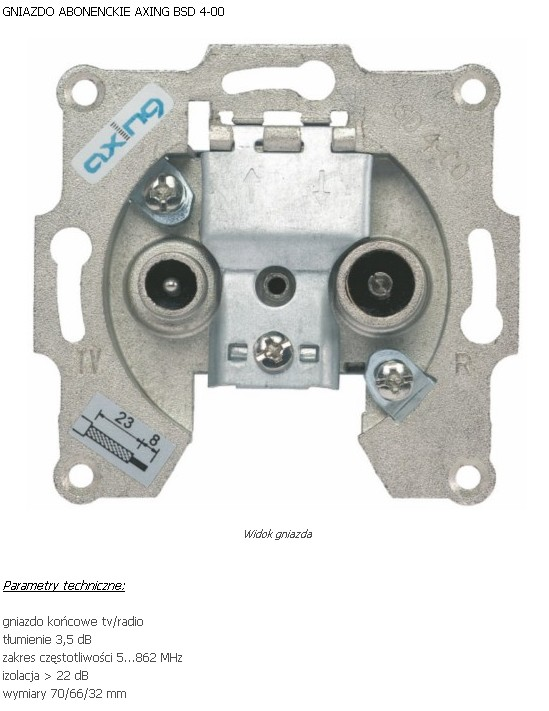 GNIAZDO ABONENCKIE AXING BSD 4-00
axing
TV
R
23
8
Widok gniazda
Parametry techniczne:
gniazdo końcowe tv/radio
tłumienie 3,5 dB
zakres częstotliwości 5...862 MHz
izolacja > 22 dB
wymiary 70/66/32 mm